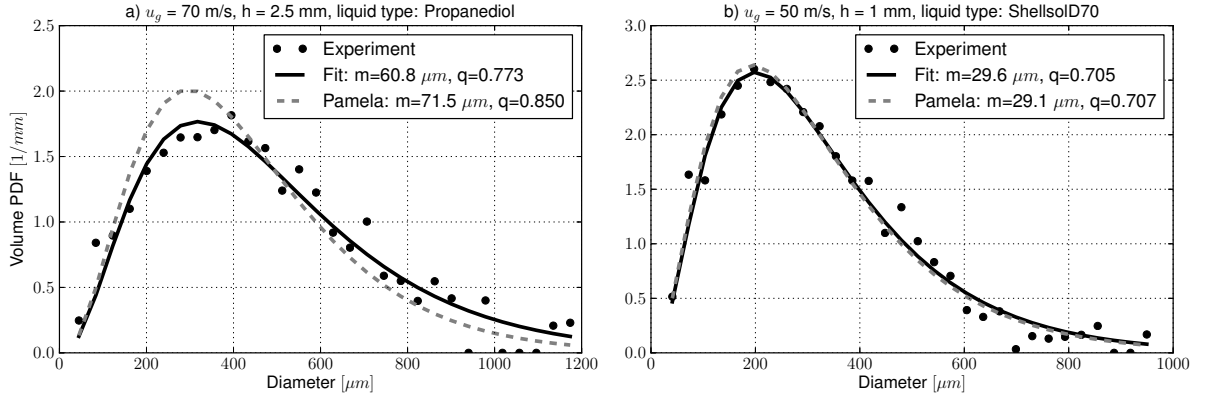 a) u_g = 70 m/s, h = 2.5 mm, liquid type: Propanediol
2.5
2.0
1.5
1.0
0.5
0.0
Volume PDF [1/mm]
Experiment
Fit: m=60.8 μm, q=0.773
Pamela: m=71.5 μm, q=0.850
0 200 400 600 800 1000 1200
Diameter [μm]
b) u_g = 50 m/s, h = 1 mm, liquid type: ShellsolD70
3.0
2.5
2.0
1.5
1.0
0.5
0.0
Experiment
Fit: m=29.6 μm, q=0.705
Pamela: m=29.1 μm, q=0.707
0 200 400 600 800 1000
Diameter [μm]